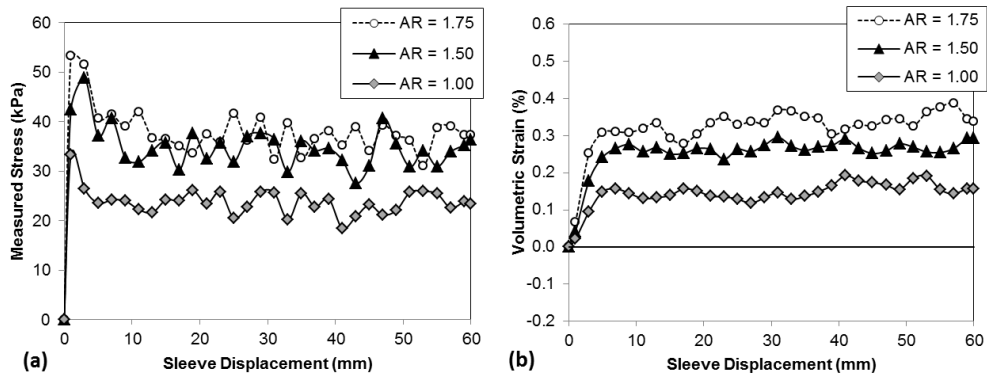 60
50
40
30
20
10
0
Measured Stress (kPa)
AR = 1.75
AR = 1.50
AR = 1.00
0 10 20 30 40 50 60
(a) Sleeve Displacement (mm)
0.6
0.5
0.4
0.3
0.2
0.1
0.0
-0.1
-0.2
Volumetric Strain (%)
AR = 1.75
AR = 1.50
AR = 1.00
0 10 20 30 40 50 60
(b) Sleeve Displacement (mm)